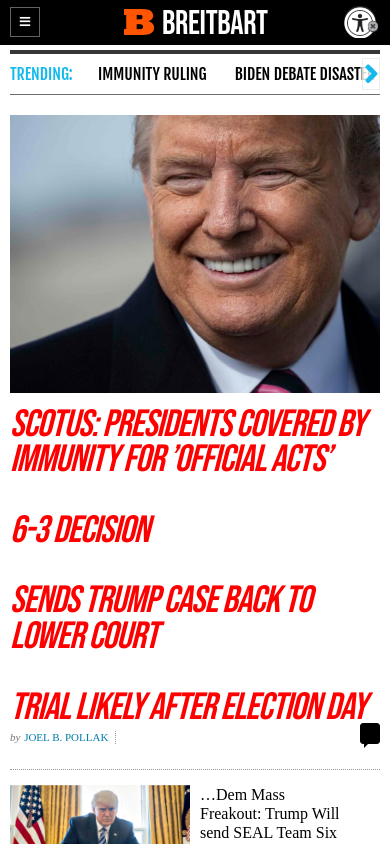 BREITBART
TRENDING: IMMUNITY RULING BIDEN DEBATE DISASTE
SCOTUS: PRESIDENTS COVERED BY
IMMUNITY FOR ’OFFICIAL ACTS’
6-3 DECISION
SENDS TRUMP CASE BACK TO
LOWER COURT
TRIAL LIKELY AFTER ELECTION DAY
by JOEL B. POLLAK
…Dem Mass
Freakout: Trump Will
send SEAL Team Six